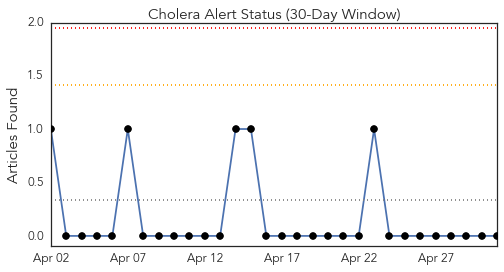 Cholera Alert Status (30-Day Window)
2.0
1.5
1.0
0.5
0.0
Articles Found
Apr 02 Apr 07 Apr 12 Apr 17 Apr 22 Apr 27